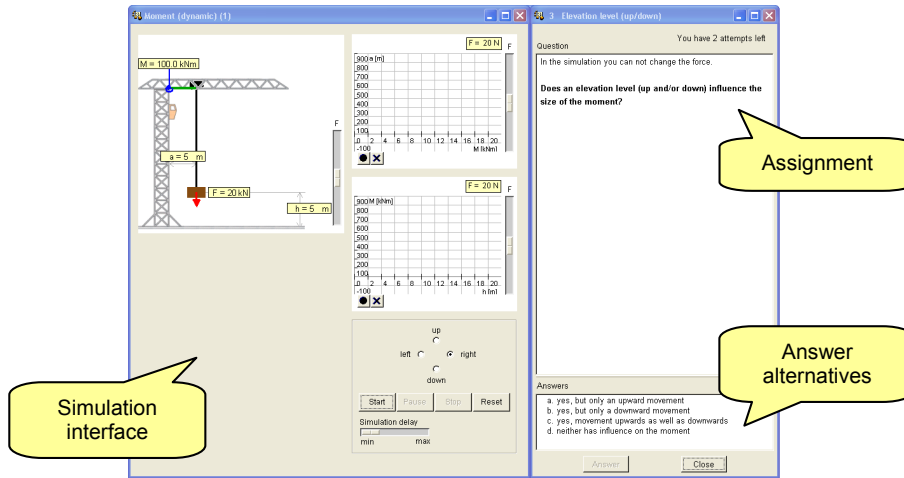 Moment (dynamic) (1)
M = 100.0 kNm
a = 5 m
F = 20 kN
h = 5 m
F
F = 20 N
F
900 a [m]
800
700
600
500
400
300
200
100
0 2 4 6 8 10 12 14 16 18 20
-100
M [kNm]
F = 20 N
F
900 M [kNm]
800
700
600
500
400
300
200
100
0 2 4 6 8 10 12 14 16 18 20
-100
h [m]
up
left
right
down
Start
Pause
Stop
Reset
Simulation delay
min
max
Simulation
interface
3 Elevation level (up/down)
You have 2 attempts left
Question
In the simulation you can not change the force.
Does an elevation level (up and/or down) influence the
size of the moment?
Assignment
Answers
a. yes, but only an upward movement
b. yes, but only a downward movement
c. yes, movement upwards as well as downwards
d. neither has influence on the moment
Answer
Close
Answer
alternatives